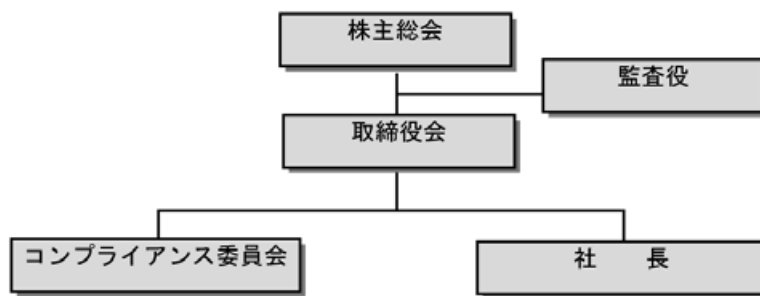 株主総会
監査役
取締役会
コンプライアンス委員会
社　　長